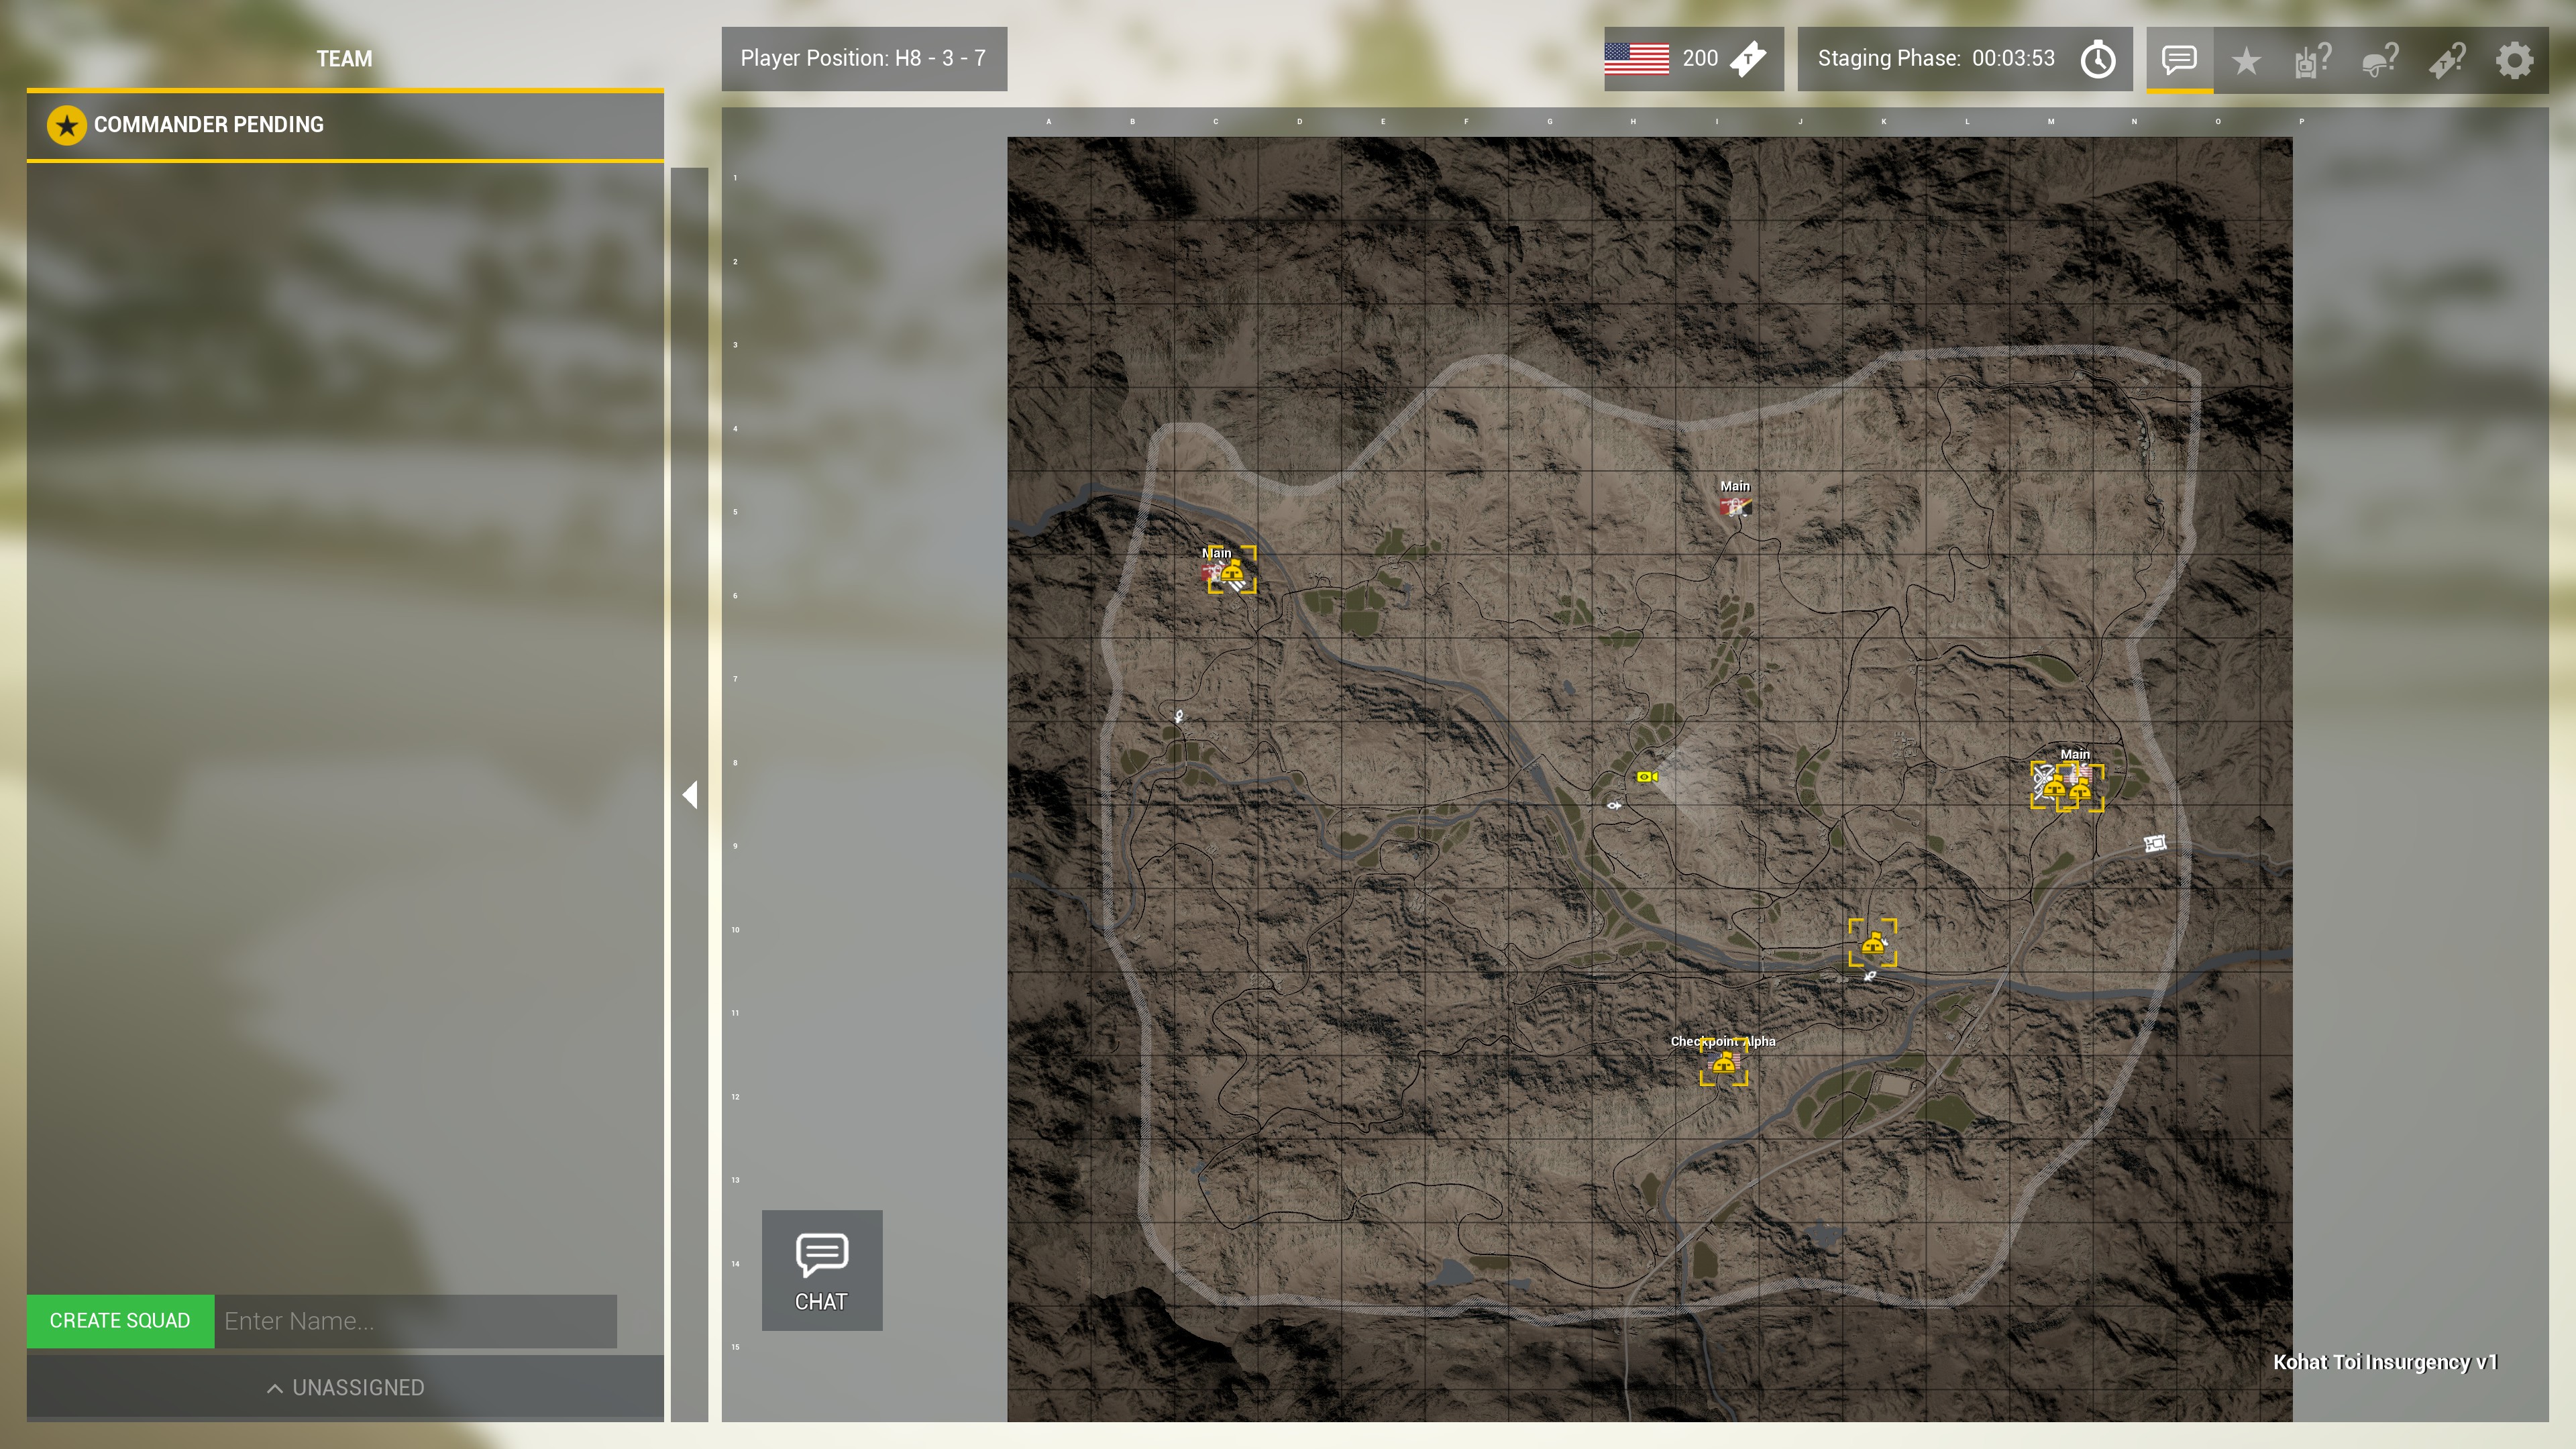 TEAM
Player Position: H8 - 3 - 7
200
Staging Phase: 00:03:53
COMMANDER PENDING
A B C D E F G H I J K L M N O P
1
2
3
4
Main
5
Main
6
7
Main
8
9
10
Checkpoint Alpha
11
12
13
14
CHAT
CREATE SQUAD Enter Name...
15
Kohat Toi Insurgency v1
UNASSIGNED